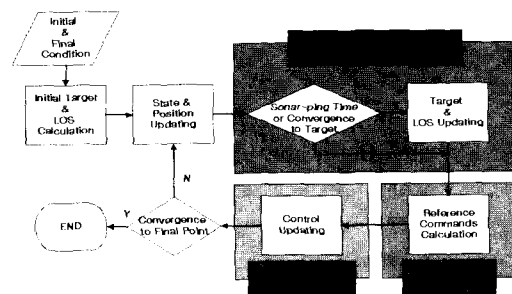 Initial
&
Final
Condition
Initial Target
&
LOS
Calculation
State
&
Position
Updating
Sonar-ping Time
or Convergence
to Target
Target
&
LOS Updating
N
Y
END
Convergence
to Final Point
Control
Updating
Reference
Commands
Calculation